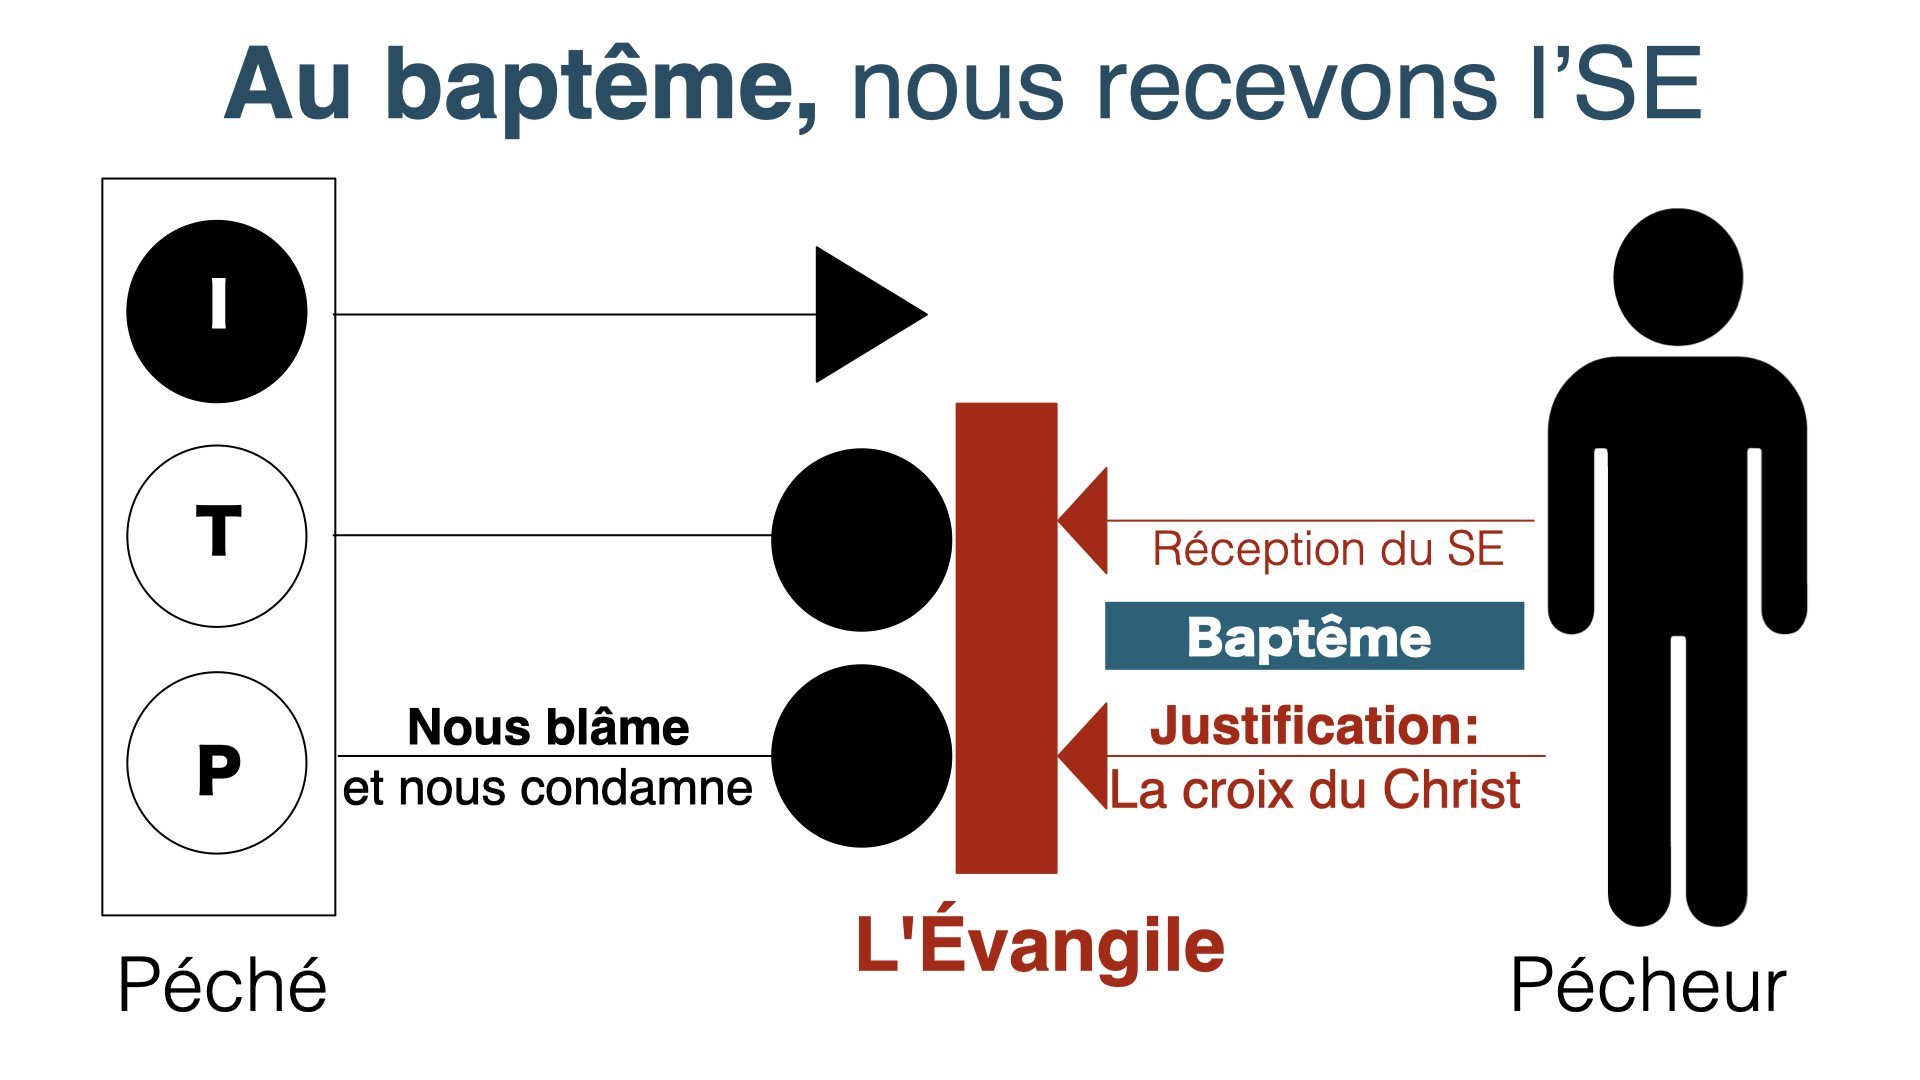 Au baptême, nous recevons l’SE
I
T
Réception du SE
Baptême
P
Nous blâme
et nous condamne
Justification:
La croix du Christ
L'Évangile
Péché
Pécheur